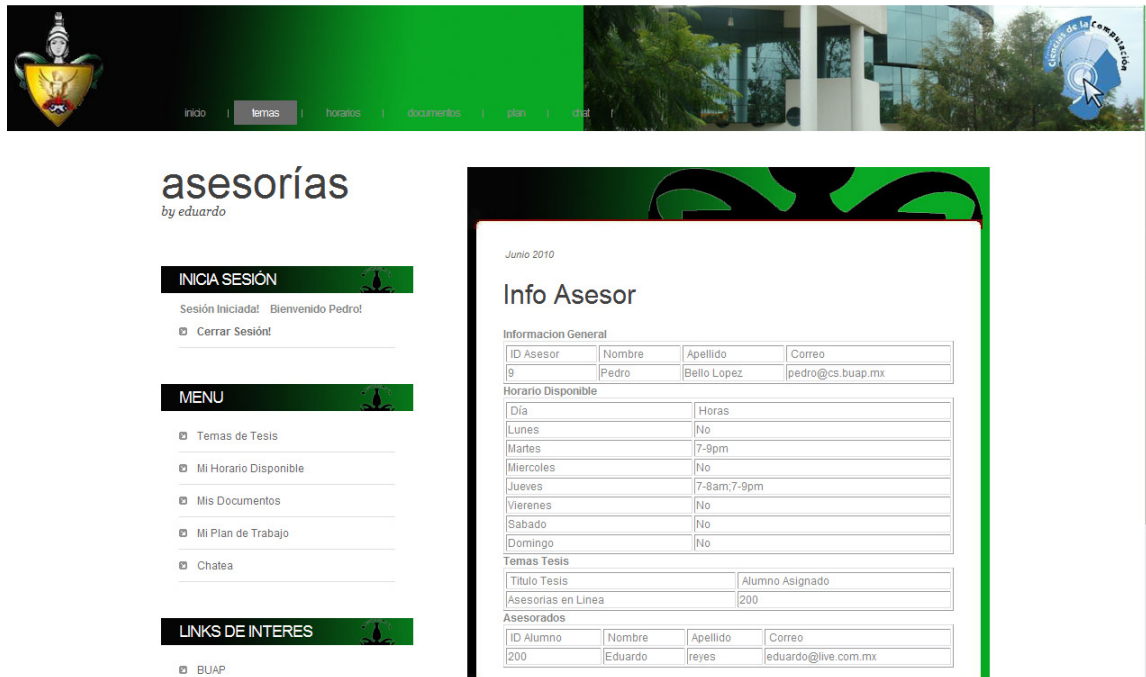 Ciencias de la Computación
inicio | temas | horarios | documentos | plan | chat |
asesorías
by eduardo
INICIA SESIÓN
Sesión Iniciada! Bienvenido Pedro!
Cerrar Sesión!
MENU
Temas de Tesis
Mi Horario Disponible
Mis Documentos
Mi Plan de Trabajo
Chatea
LINKS DE INTERES
BUAP
Junio 2010
Info Asesor
Informacion General
ID Asesor Nombre Apellido Correo
9 Pedro Bello Lopez pedro@cs.buap.mx
Horario Disponible
Día Horas
Lunes No
Martes 7-9pm
Miercoles No
Jueves 7-8am;7-9pm
Vierenes No
Sabado No
Domingo No
Temas Tesis
Titulo Tesis Alumno Asignado
Asesorias en Linea 200
Asesorados
ID Alumno Nombre Apellido Correo
200 Eduardo reyes eduardo@live.com.mx